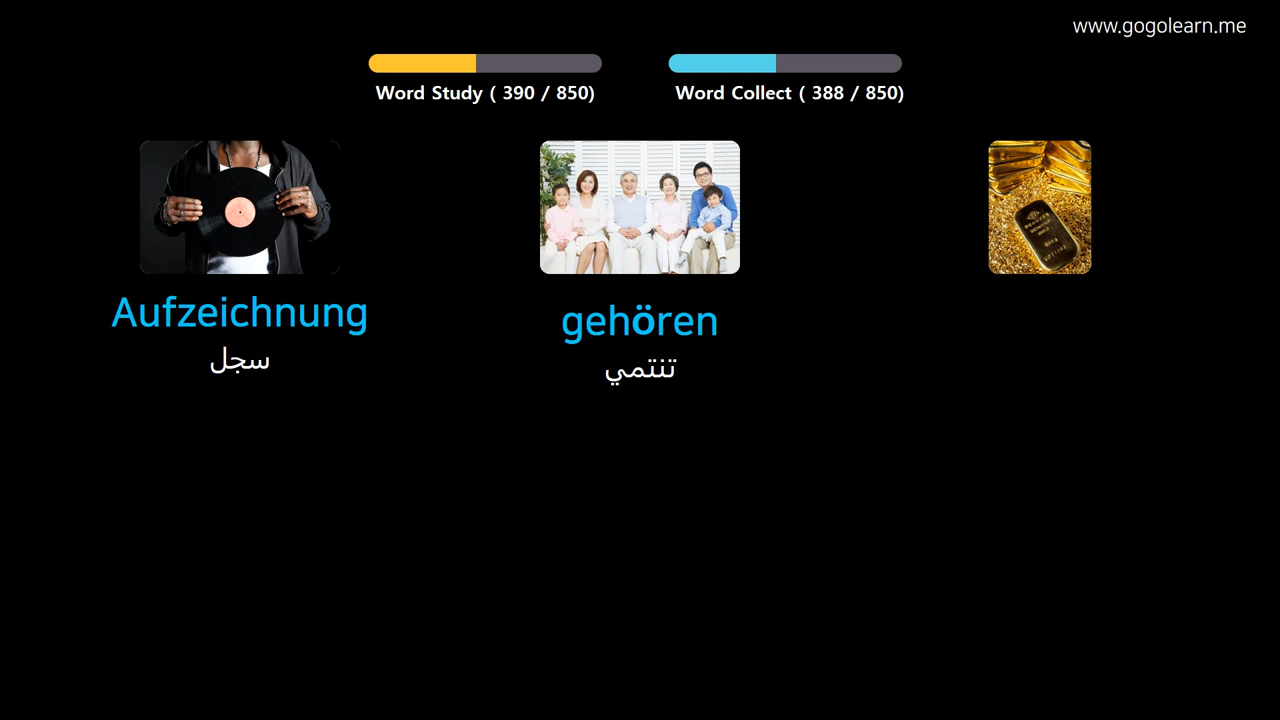 www.gogolearn.me
Word Study ( 390 / 850)
Word Collect ( 388 / 850)
Aufzeichnung
سجل
gehören
تنتمي